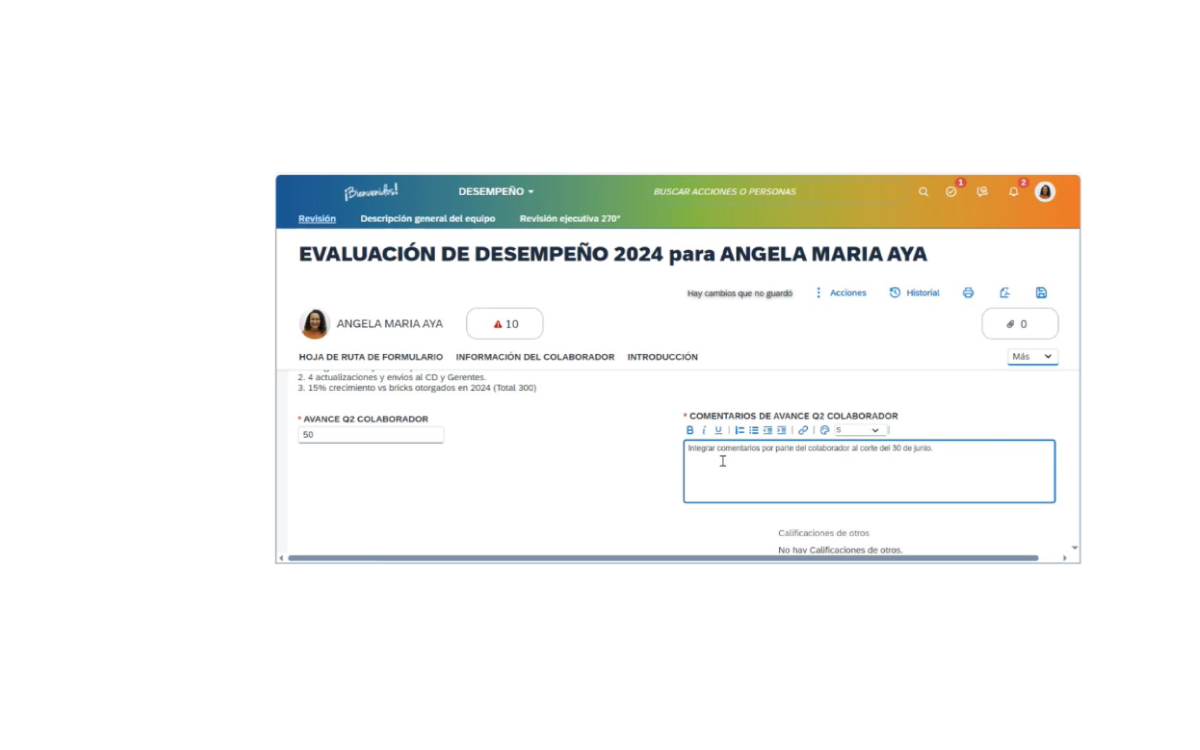 ¡Bienvenidos!
DESEMPEÑO
BUSCAR ACCIONES O PERSONAS
1
2
Revisión
Descripción general del equipo
Revisión ejecutiva 270°
EVALUACIÓN DE DESEMPEÑO 2024 para ANGELA MARIA AYA
Hay cambios que no guardó
Acciones
Historial
ANGELA MARIA AYA
10
0
HOJA DE RUTA DE FORMULARIO
INFORMACIÓN DEL COLABORADOR
INTRODUCCIÓN
Más
2. 4 actualizaciones y envíos al CD y Gerentes.
3. 15% crecimiento vs bricks otorgados en 2024 (Total 300)
* AVANCE Q2 COLABORADOR
50
* COMENTARIOS DE AVANCE Q2 COLABORADOR
B I U S
Integrar comentarios por parte del colaborador al corte del 30 de junio.
Calificaciones de otros
No hay Calificaciones de otros.